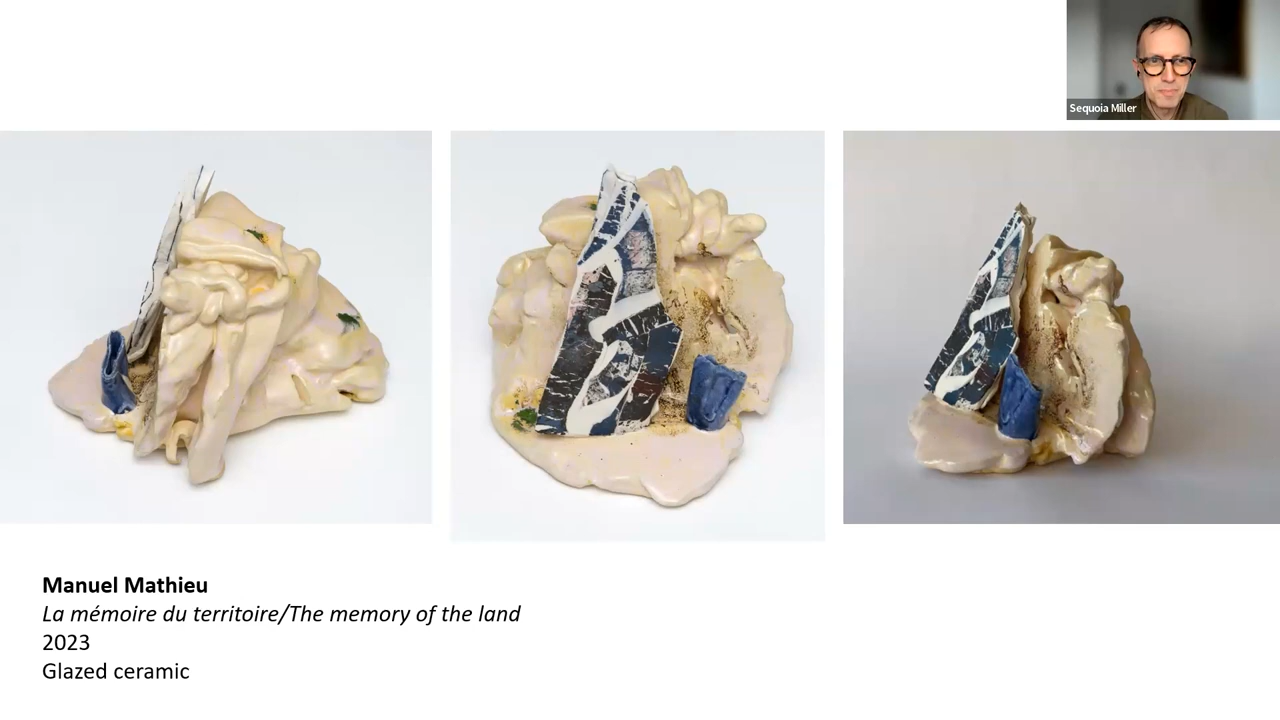 Sequoia Miller
Manuel Mathieu
La mémoire du territoire/The memory of the land
2023
Glazed ceramic